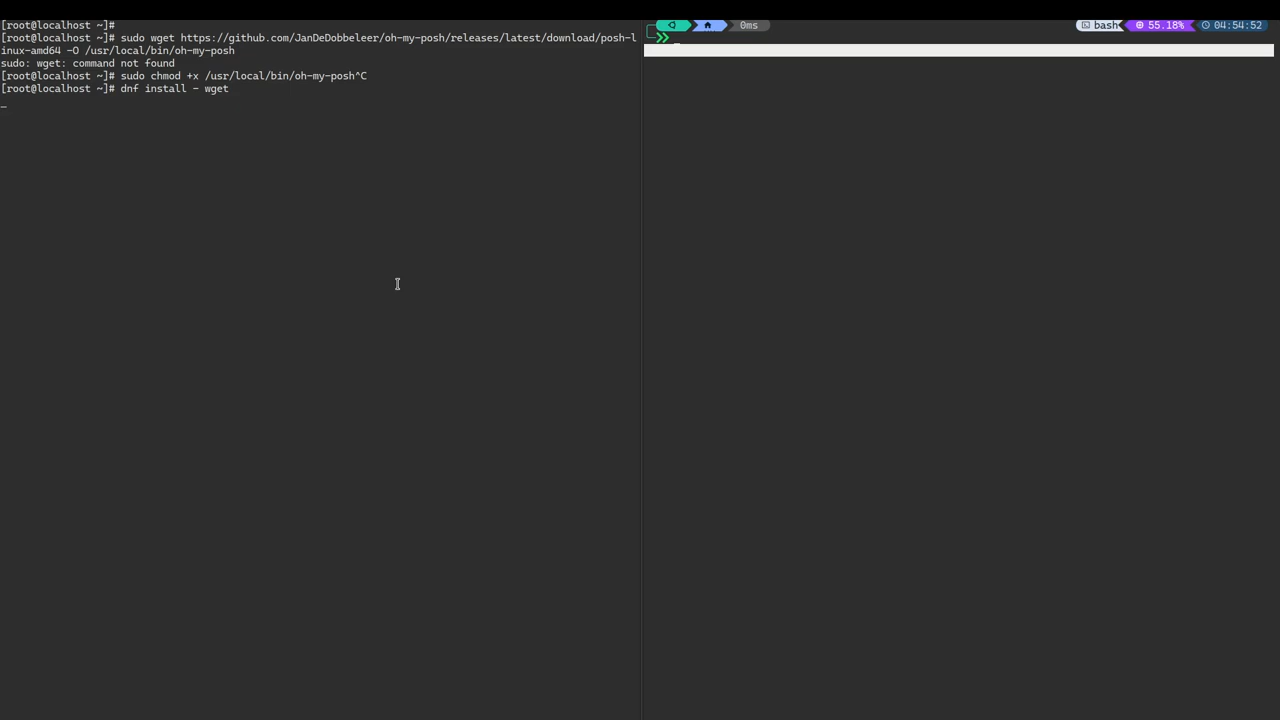 [root@localhost ~]#
[root@localhost ~]# sudo wget https://github.com/JanDeDobbeleer/oh-my-posh/releases/latest/download/posh-l
inux-amd64 -O /usr/local/bin/oh-my-posh
sudo: wget: command not found
[root@localhost ~]# sudo chmod +x /usr/local/bin/oh-my-posh^C
[root@localhost ~]# dnf install - wget
0ms
bash 55.18% 04:54:52